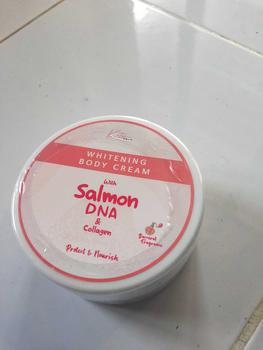 WHITENING
BODY CREAM
With
Salmon
DNA
&
Collagen
Protect & Nourish